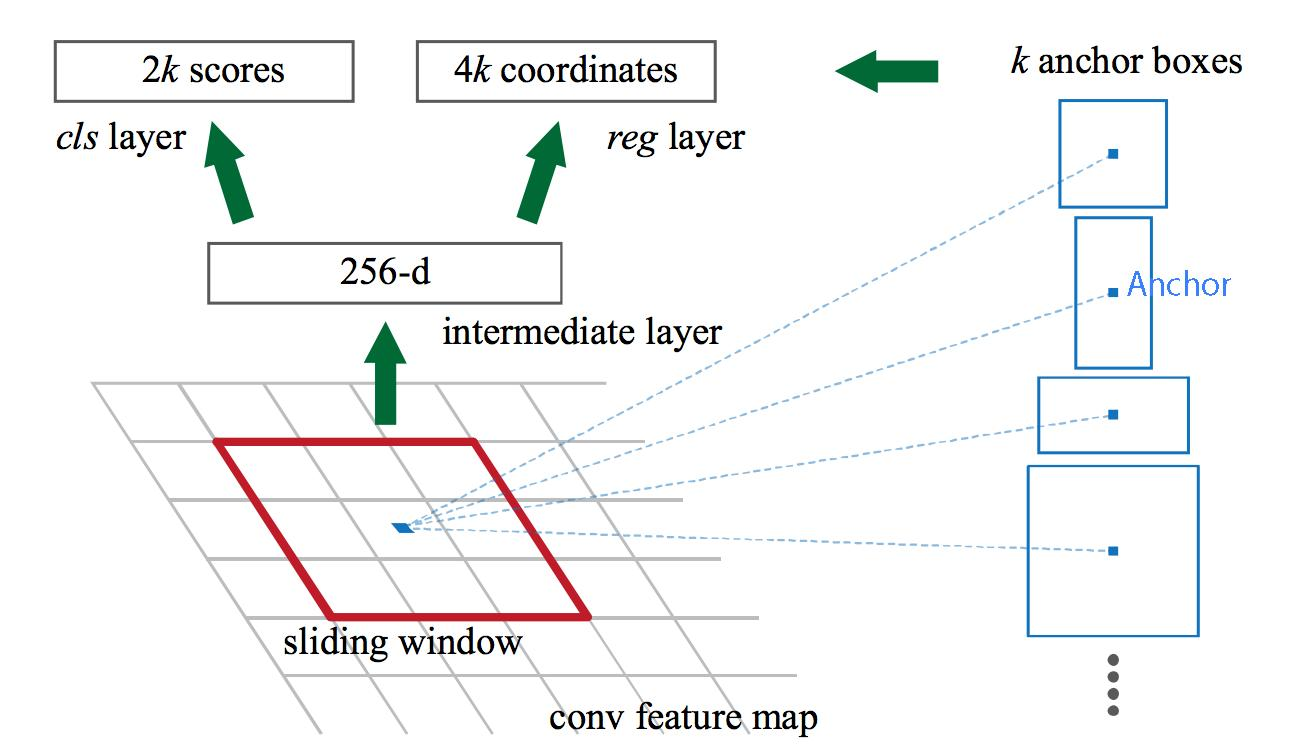 2k scores
4k coordinates
k anchor boxes
cls layer
reg layer
256-d
Anchor
intermediate layer
sliding window
conv feature map